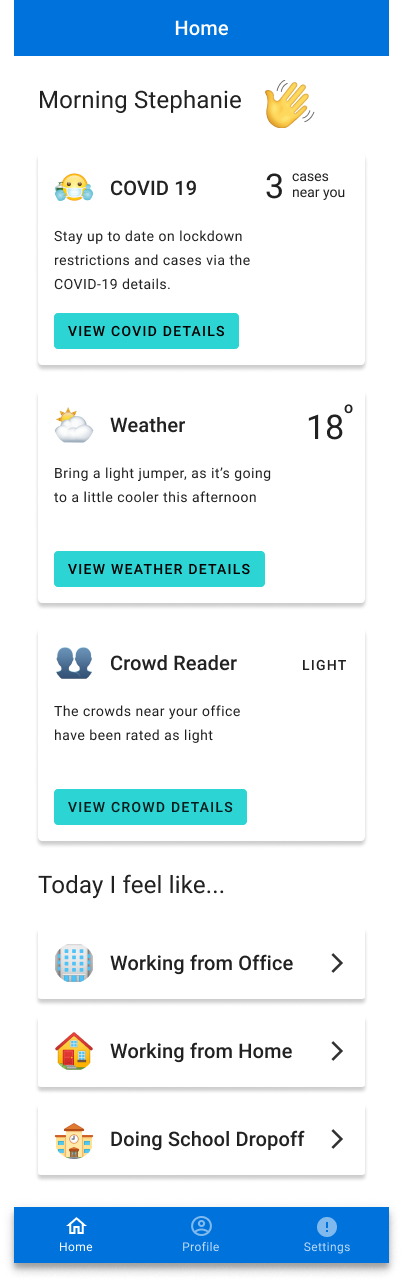 Home
Morning Stephanie
COVID 19
3 cases
near you
Stay up to date on lockdown
restrictions and cases via the
COVID-19 details.
VIEW COVID DETAILS
Weather
18°
Bring a light jumper, as it’s going
to a little cooler this afternoon
VIEW WEATHER DETAILS
Crowd Reader
LIGHT
The crowds near your office
have been rated as light
VIEW CROWD DETAILS
Today I feel like...
Working from Office
Working from Home
Doing School Dropoff
Home
Profile
Settings